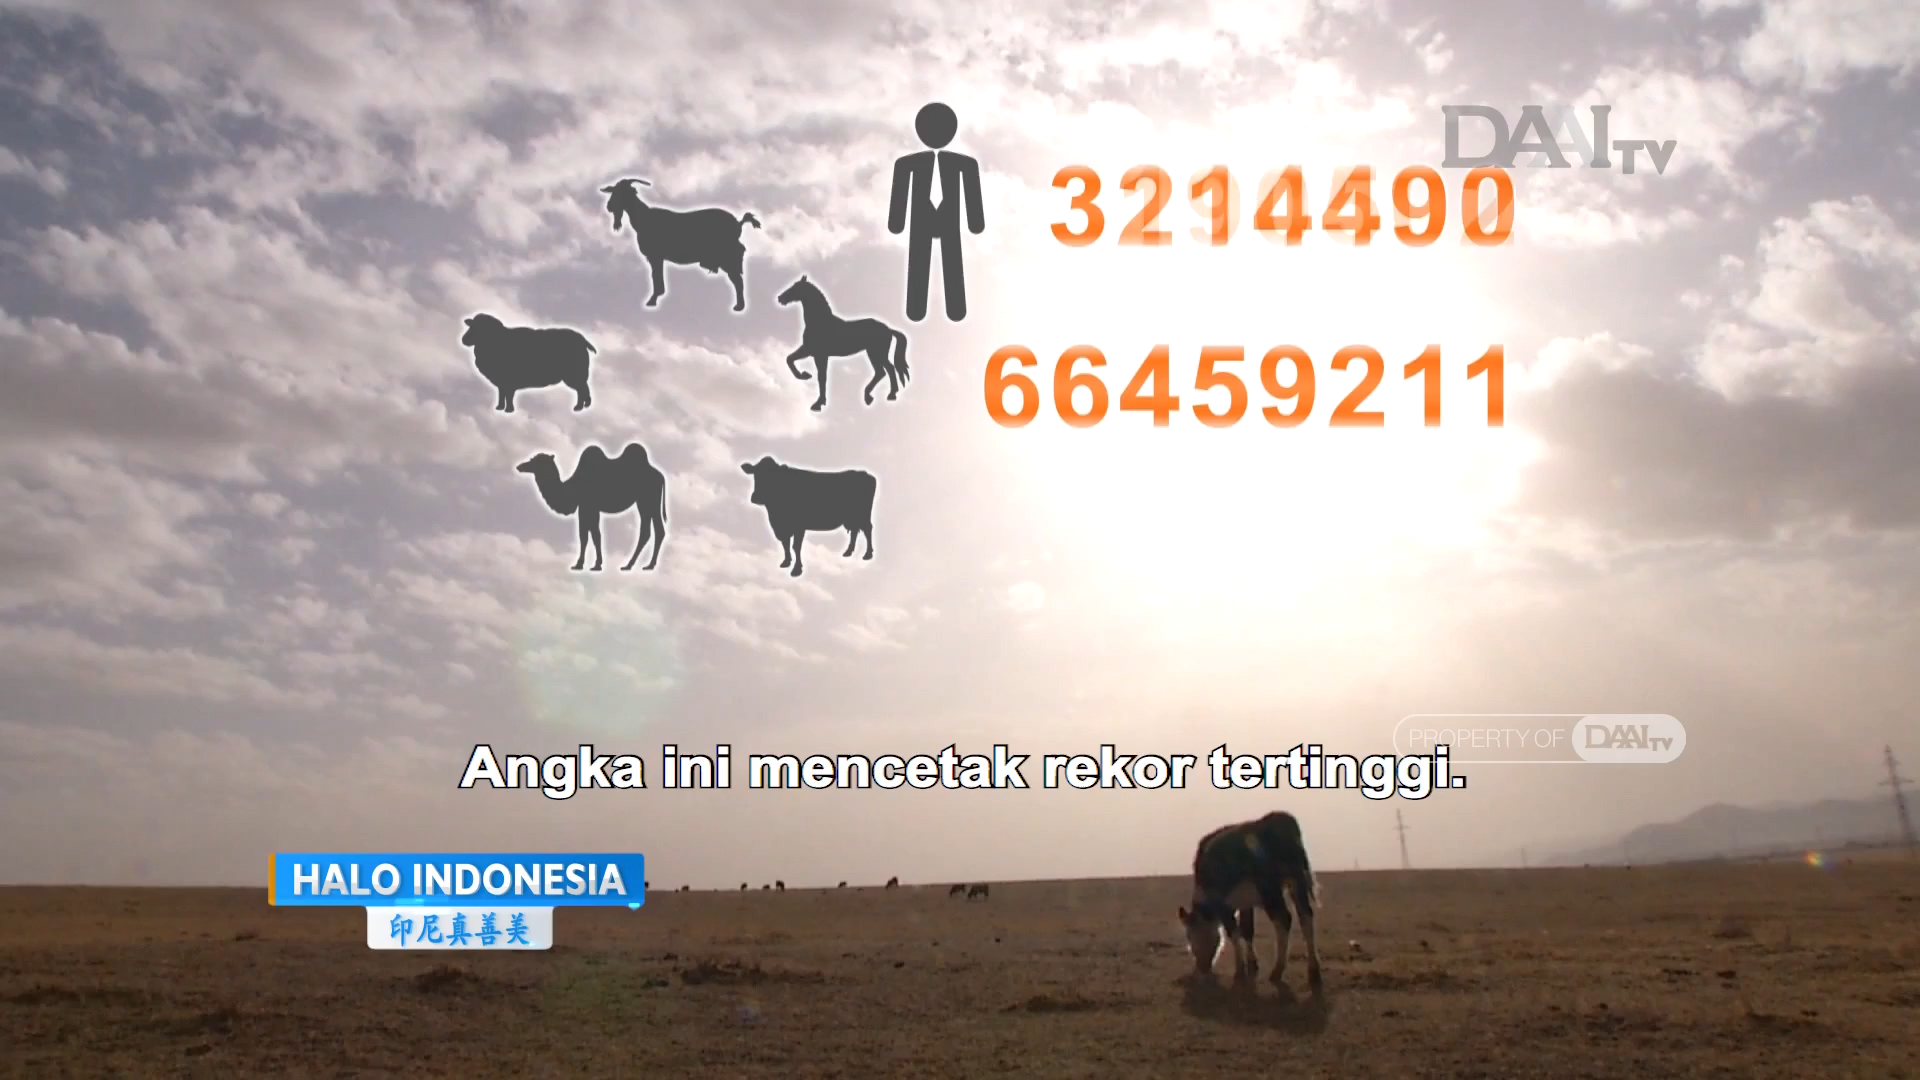 DAAI TV
3214490
66459211
PROPERTY OF DAAI TV
Angka ini mencetak rekor tertinggi.
HALO INDONESIA
印尼真善美